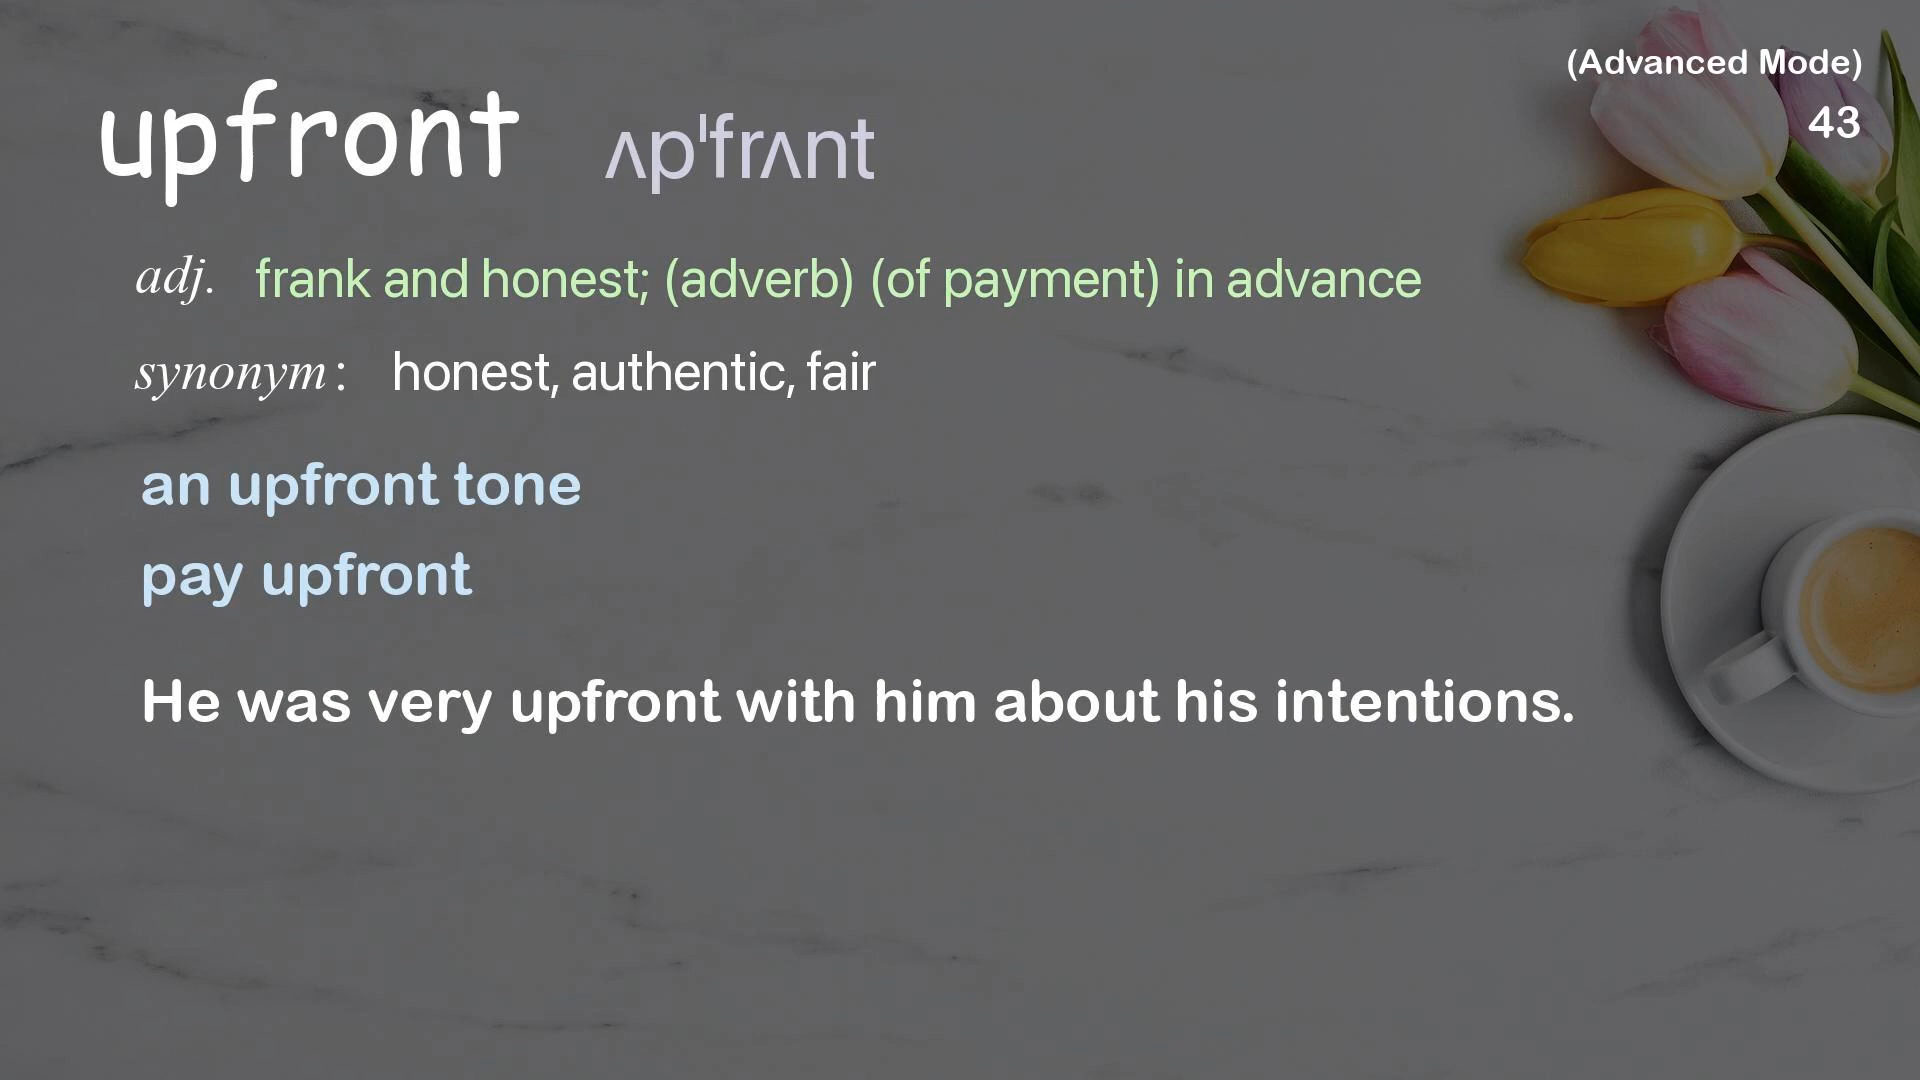 (Advanced Mode)
43
upfront ʌpˈfrʌnt
adj. frank and honest; (adverb) (of payment) in advance
synonym: honest, authentic, fair
an upfront tone
pay upfront
He was very upfront with him about his intentions.